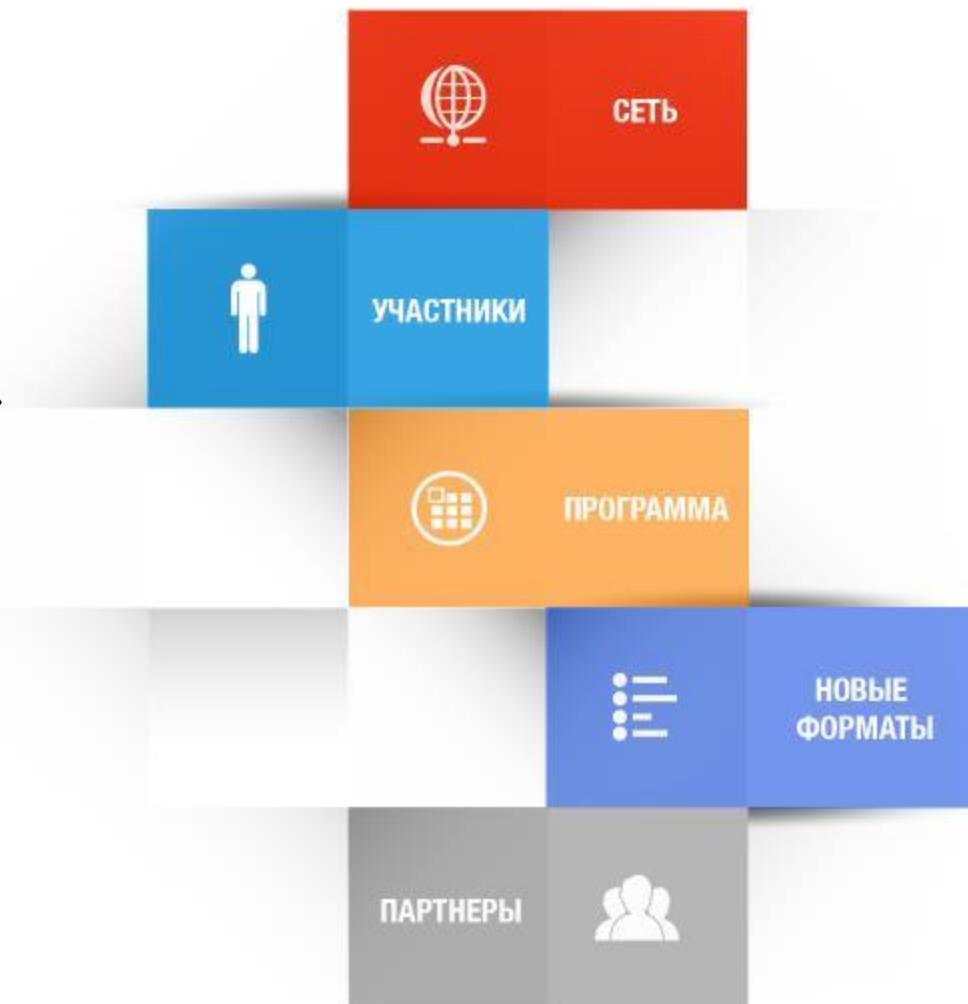 СЕТЬ
УЧАСТНИКИ
ПРОГРАММА
НОВЫЕ
ФОРМАТЫ
ПАРТНЕРЫ